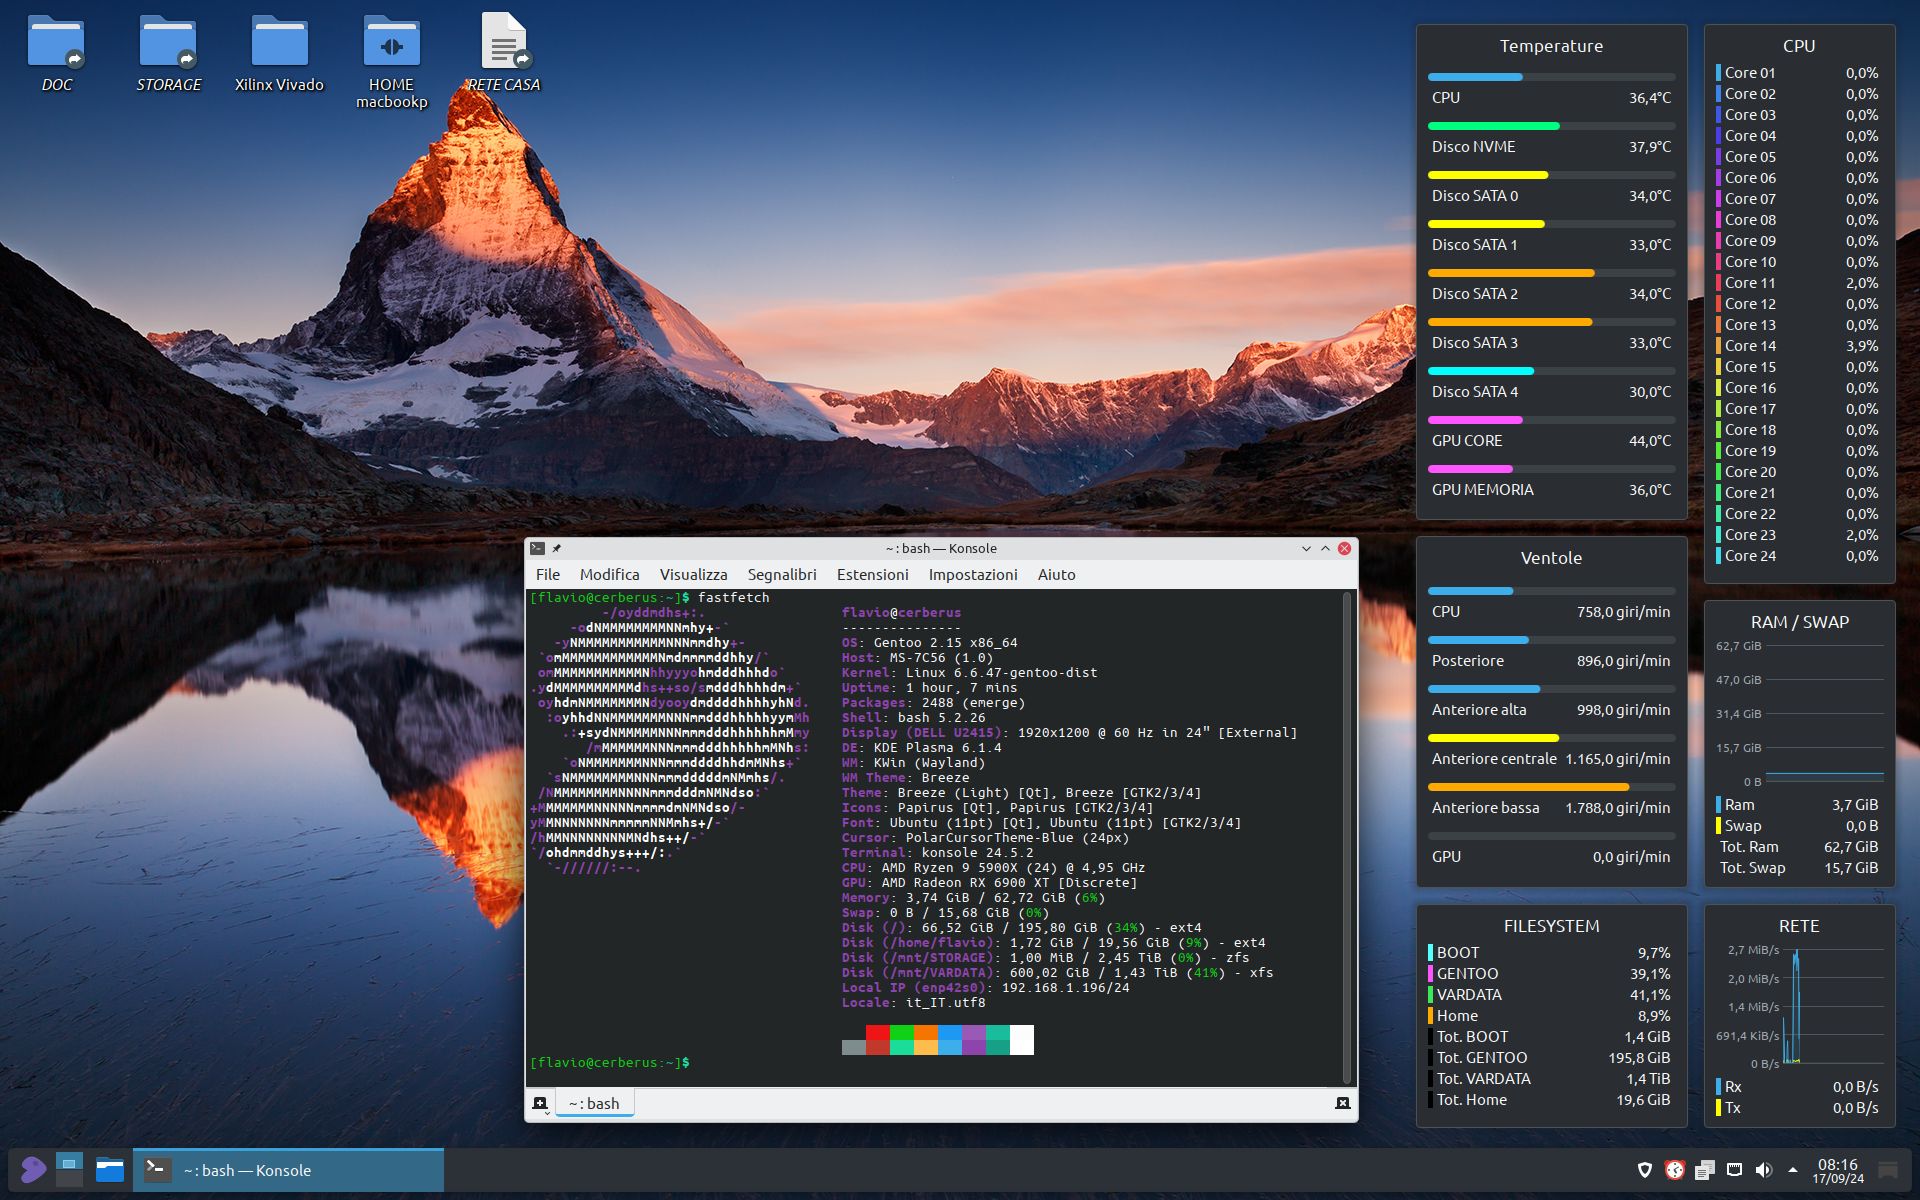 DOC
STORAGE
Xilinx Vivado
HOME
macbookp
RETE CASA
Temperature
CPU 36,4°C
Disco NVME 37,9°C
Disco SATA 0 34,0°C
Disco SATA 1 33,0°C
Disco SATA 2 34,0°C
Disco SATA 3 33,0°C
Disco SATA 4 30,0°C
GPU CORE 44,0°C
GPU MEMORIA 36,0°C
CPU
Core 01 0,0%
Core 02 0,0%
Core 03 0,0%
Core 04 0,0%
Core 05 0,0%
Core 06 0,0%
Core 07 0,0%
Core 08 0,0%
Core 09 0,0%
Core 10 0,0%
Core 11 2,0%
Core 12 0,0%
Core 13 0,0%
Core 14 3,9%
Core 15 0,0%
Core 16 0,0%
Core 17 0,0%
Core 18 0,0%
Core 19 0,0%
Core 20 0,0%
Core 21 0,0%
Core 22 0,0%
Core 23 2,0%
Core 24 0,0%
Ventole
CPU 758,0 giri/min
Posteriore 896,0 giri/min
Anteriore alta 998,0 giri/min
Anteriore centrale 1.165,0 giri/min
Anteriore bassa 1.788,0 giri/min
GPU 0,0 giri/min
RAM / SWAP
62,7 GiB
47,0 GiB
31,4 GiB
15,7 GiB
0 B
Ram 3,7 GiB
Swap 0,0 B
Tot. Ram 62,7 GiB
Tot. Swap 15,7 GiB
FILESYSTEM
BOOT 9,7%
GENTOO 39,1%
VARDATA 41,1%
Home 8,9%
Tot. BOOT 1,4 GiB
Tot. GENTOO 195,8 GiB
Tot. VARDATA 1,4 TiB
Tot. Home 19,6 GiB
RETE
2,7 MiB/s
2,0 MiB/s
1,4 MiB/s
691,4 KiB/s
0 B/s
Rx 0,0 B/s
Tx 0,0 B/s
~ : bash — Konsole
File Modifica Visualizza Segnalibri Estensioni Impostazioni Aiuto
[flavio@cerberus:~]$ fastfetch
flavio@cerberus
---------------
OS: Gentoo 2.15 x86_64
Host: MS-7C56 (1.0)
Kernel: Linux 6.6.47-gentoo-dist
Uptime: 1 hour, 7 mins
Packages: 2488 (emerge)
Shell: bash 5.2.26
Display (DELL U2415): 1920x1200 @ 60 Hz in 24" [External]
DE: KDE Plasma 6.1.4
WM: KWin (Wayland)
WM Theme: Breeze
Theme: Breeze (Light) [Qt], Breeze [GTK2/3/4]
Icons: Papirus [Qt], Papirus [GTK2/3/4]
Font: Ubuntu (11pt) [Qt], Ubuntu (11pt) [GTK2/3/4]
Cursor: PolarCursorTheme-Blue (24px)
Terminal: konsole 24.5.2
CPU: AMD Ryzen 9 5900X (24) @ 4,95 GHz
GPU: AMD Radeon RX 6900 XT [Discrete]
Memory: 3,74 GiB / 62,72 GiB (6%)
Swap: 0 B / 15,68 GiB (0%)
Disk (/): 66,52 GiB / 195,80 GiB (34%) - ext4
Disk (/home/flavio): 1,72 GiB / 19,56 GiB (9%) - ext4
Disk (/mnt/STORAGE): 1,00 MiB / 2,45 TiB (0%) - zfs
Disk (/mnt/VARDATA): 600,02 GiB / 1,43 TiB (41%) - xfs
Local IP (enp42s0): 192.168.1.196/24
Locale: it_IT.utf8
[flavio@cerberus:~]$
~ : bash
~ : bash — Konsole
08:16
17/09/24